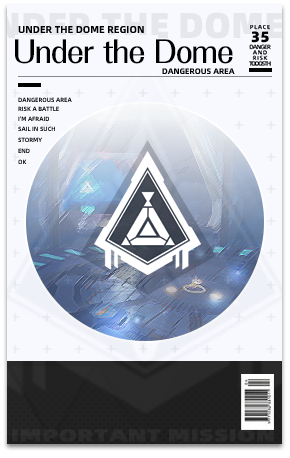 UNDER THE DOME
UNDER THE DOME REGION
Under the Dome
DANGEROUS AREA
PLACE
35
DANGER
AND
RISK
DANGEROUS AREA
RISK A BATTLE
I'M AFRAID
SAIL IN SUCH
STORMY
END
OK
IMPORTANT MISSION